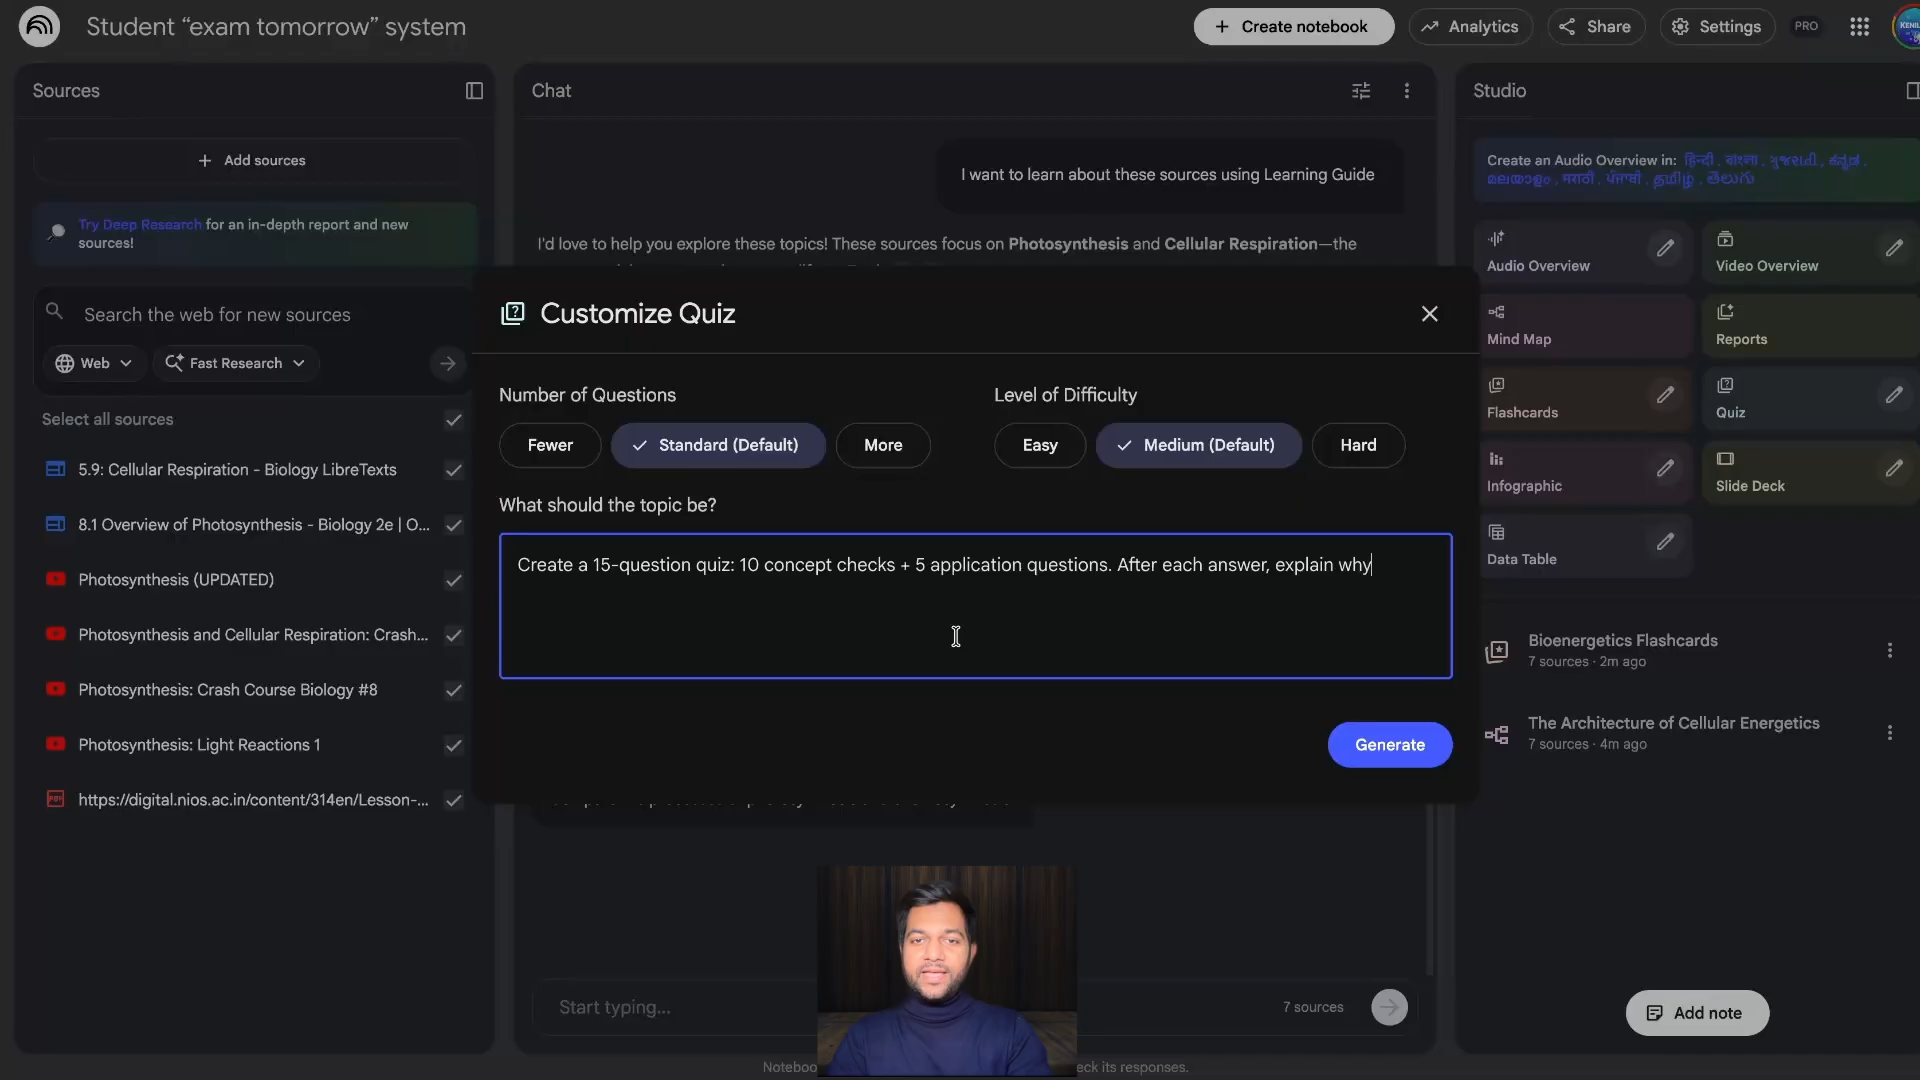 Student “exam tomorrow” system
Create notebook
Analytics
Share
Settings
PRO
Sources
Add sources
Try Deep Research for an in-depth report and new
sources!
Search the web for new sources
Web
Fast Research
Select all sources
5.9: Cellular Respiration - Biology LibreTexts
8.1 Overview of Photosynthesis - Biology 2e | O...
Photosynthesis (UPDATED)
Photosynthesis and Cellular Respiration: Crash...
Photosynthesis: Crash Course Biology #8
Photosynthesis: Light Reactions 1
PDF
https://digital.nios.ac.in/content/314en/Lesson-...
Chat
I want to learn about these sources using Learning Guide
I'd love to help you explore these topics! These sources focus on Photosynthesis and Cellular Respiration—the
Customize Quiz
Number of Questions
Fewer
Standard (Default)
More
Level of Difficulty
Easy
Medium (Default)
Hard
What should the topic be?
Create a 15-question quiz: 10 concept checks + 5 application questions. After each answer, explain why
Generate
Start typing...
7 sources
eck its responses.
Studio
Create an Audio Overview in: हिन्दी , বাংলা , ગુજરાતી , ಕನ್ನಡ ,
മലയാളം , मराठी , ਪੰਜਾਬੀ , தமிழ் , తెలుగు
Audio Overview
Video Overview
Mind Map
Reports
Flashcards
Quiz
Infographic
Slide Deck
Data Table
Bioenergetics Flashcards
7 sources · 2m ago
The Architecture of Cellular Energetics
7 sources · 4m ago
Add note